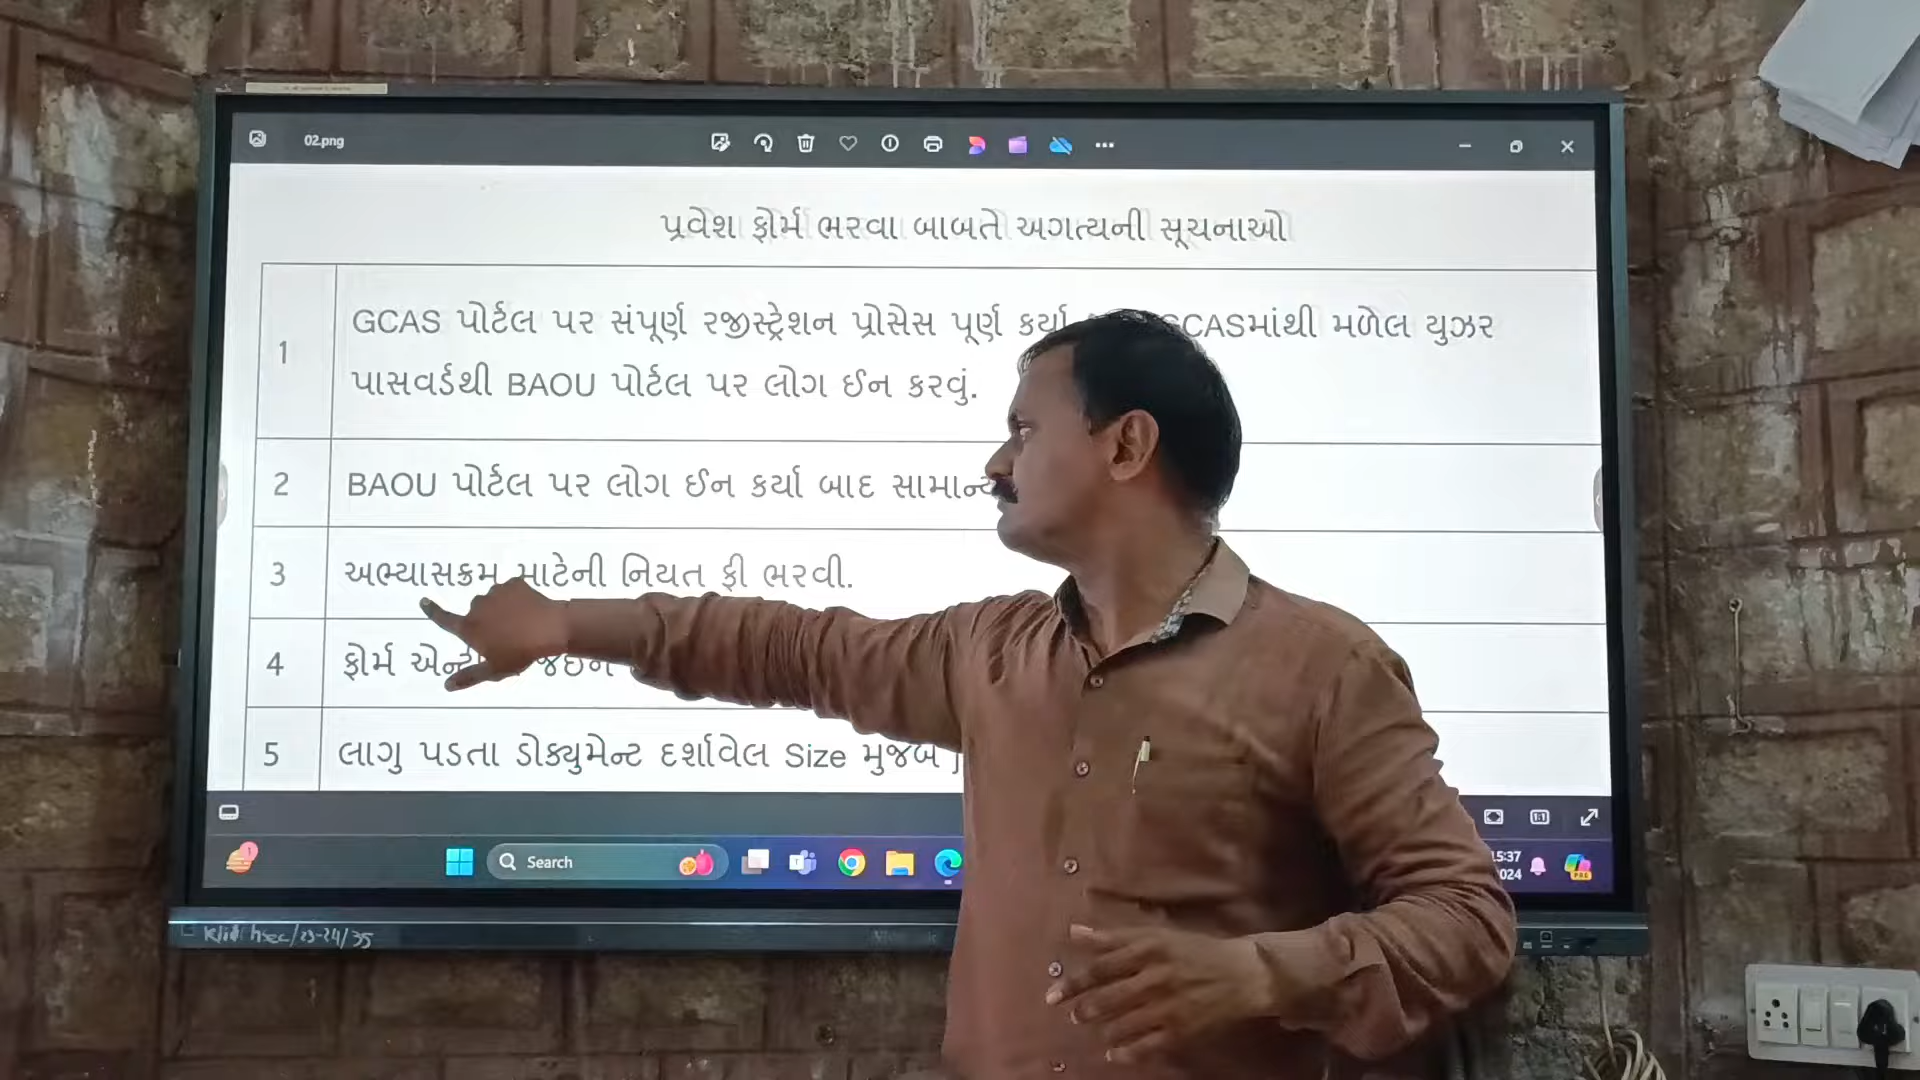 02.png
પ્રવેશ ફોર્મ ભરવા બાબતે અગત્યની સૂચનાઓ
1
GCAS પોર્ટલ પર સંપૂર્ણ રજીસ્ટ્રેશન પ્રોસેસ પૂર્ણ કર્યા GCASમાંથી મળેલ યુઝર
પાસવર્ડથી BAOU પોર્ટલ પર લોગ ઈન કરવું.
2
BAOU પોર્ટલ પર લોગ ઈન કર્યા બાદ સામાન્ય
3
અભ્યાસક્રમ માટેની નિયત ફી ભરવી.
4
ફોર્મ
5
લાગુ પડતા ડોક્યુમેન્ટ દર્શાવેલ Size મુજબ
Search
15:37